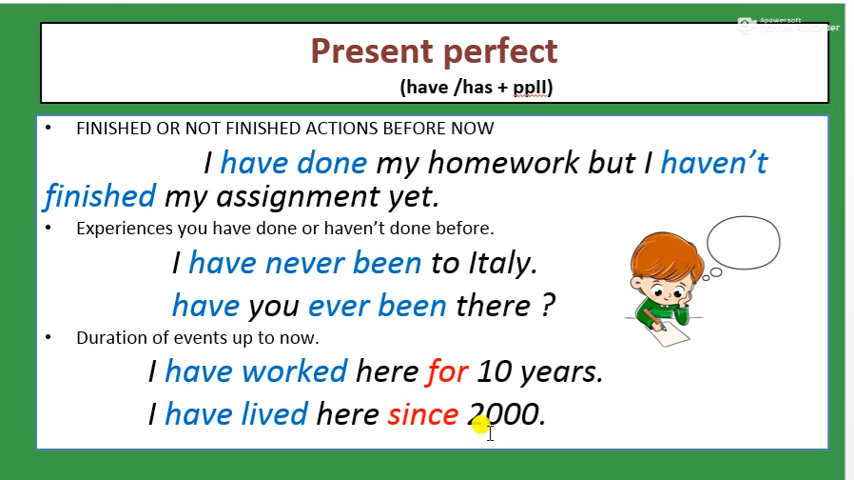 Apowersoft
Present perfect
(have /has + ppII)
• FINISHED OR NOT FINISHED ACTIONS BEFORE NOW
I have done my homework but I haven't
finished my assignment yet.
• Experiences you have done or haven't done before.
I have never been to Italy.
have you ever been there ?
• Duration of events up to now.
I have worked here for 10 years.
I have lived here since 2000.